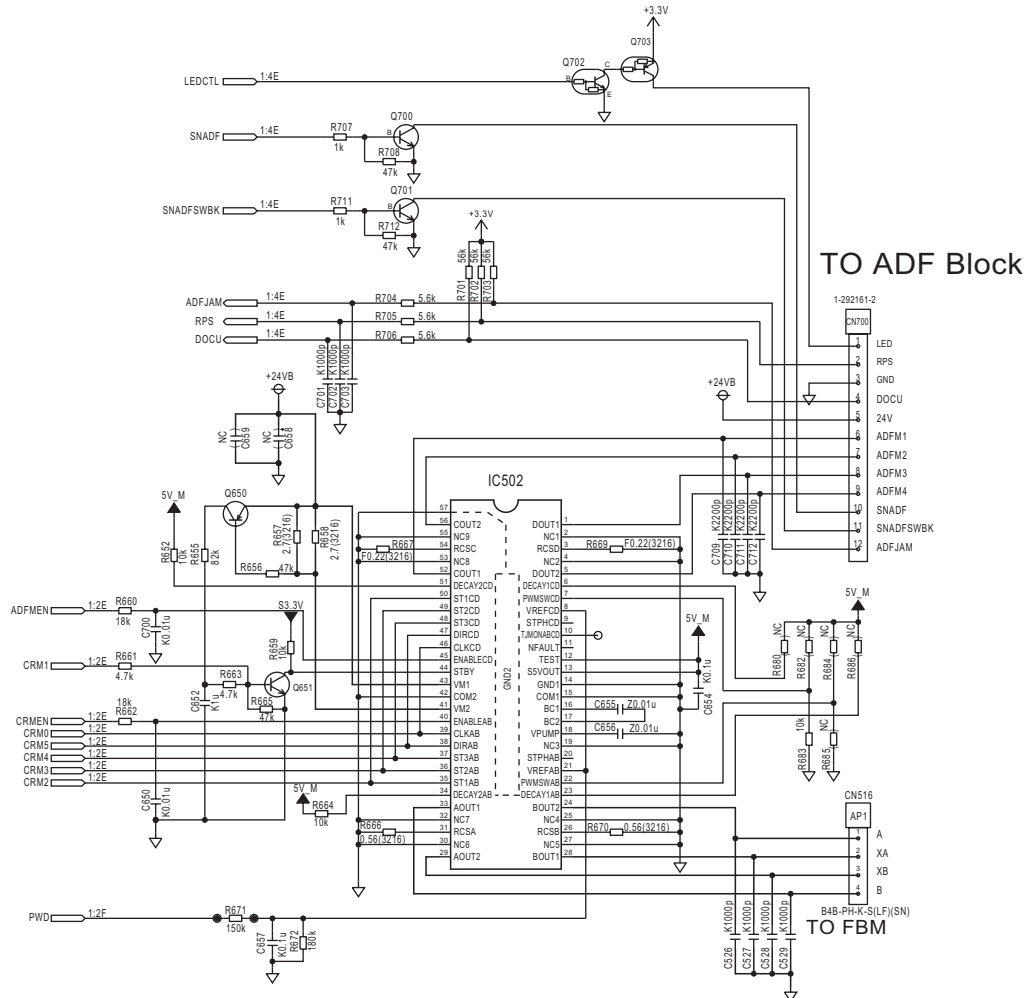 +3.3V
Q703
Q702
C
B
E
LEDCTL 1:4E
Q700
SNADF 1:4E R707 B
1k R708
47k
Q701
SNADFSWBK 1:4E R711 B
1k R712
47k
+3.3V
56k 56k 56k
R701 R702 R703
TO ADF Block
ADFJAM 1:4E R704 5.6k
RPS 1:4E R705 5.6k
DOCU 1:4E R706 5.6k
K1000p K1000p K1000p
C701 C702 C703
1-292161-2
CN700
1 LED
2 RPS
3 GND
4 DOCU
5 24V
6 ADFM1
7 ADFM2
8 ADFM3
9 ADFM4
10 SNADF
11 SNADFSWBK
12 ADFJAM
+24VB
+24VB
NC C659
NC C658
K2200p K2200p K2200p K2200p
C709 C710 C711 C712
5V_M
Q650
R652 10k
R655 82k
R656 47k
R657 2.7(3216)
R658 2.7(3216)
R667
F0.22(3216)
R669 F0.22(3216)
IC502
GND2
57
56 COUT2 DOUT1 1
55 NC9 NC1 2
54 RCSC RCSD 3
53 NC8 NC2 4
52 COUT1 DOUT2 5
51 DECAY2CD DECAY1CD 6
50 ST1CD PWMSWCD 7
49 ST2CD VREFCD 8
48 ST3CD STPHCD 9
47 DIRCD TJMONABCD 10
46 CLKCD NFAULT 11
45 ENABLECD TEST 12
44 STBY S5VOUT 13
43 VM1 GND1 14
42 COM2 COM1 15
41 VM2 BC1 16
40 ENABLEAB BC2 17
39 CLKAB VPUMP 18
38 DIRAB NC3 19
37 ST3AB STPHAB 20
36 ST2AB VREFAB 21
35 ST1AB PWMSWAB 22
34 DECAY2AB DECAY1AB 23
33 AOUT1 BOUT2 24
32 NC7 NC4 25
31 RCSA RCSB 26
30 NC6 NC5 27
29 AOUT2 BOUT1 28
ADFMEN 1:2E R660
18k
C700 K0.01u
S3.3V
R659 10k
CRM1 1:2E R661
4.7k
R663
4.7k
Q651
R665
47k
C652 K1u
18k
CRMEN 1:2E R662
CRM0 1:2E
CRM5 1:2E
CRM4 1:2E
CRM3 1:2E
CRM2 1:2E
C650 K0.01u
5V_M
R664
10k
R666
0.56(3216)
R670 0.56(3216)
5V_M
C654 K0.1u
C655 Z0.01u
C656 Z0.01u
5V_M
NC NC NC NC
R680 R682 R684 R686
10k NC
R683 R685
CN516
AP1
1 A
2 XA
3 XB
4 B
B4B-PH-K-S(LF)(SN)
TO FBM
K1000p K1000p K1000p K1000p
C526 C527 C528 C529
PWD 1:2F R671
150k
C657 K0.1u
R672 180k